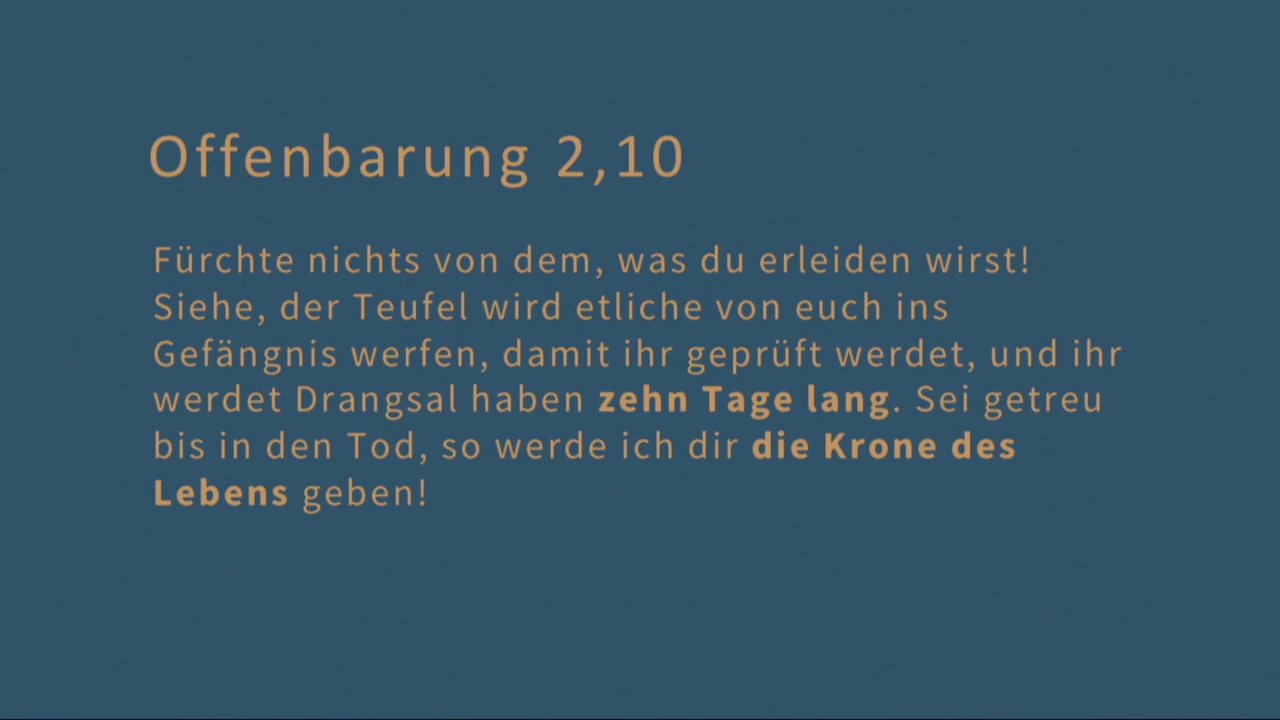 Offenbarung 2,10
Fürchte nichts von dem, was du erleiden wirst!
Siehe, der Teufel wird etliche von euch ins
Gefängnis werfen, damit ihr geprüft werdet, und ihr
werdet Drangsal haben zehn Tage lang. Sei getreu
bis in den Tod, so werde ich dir die Krone des
Lebens geben!